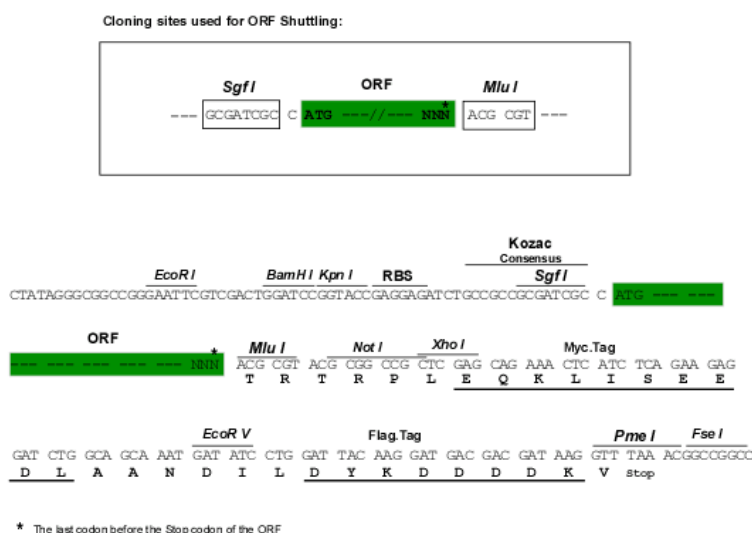 Cloning sites used for ORF Shuttling:
Sgf I ORF Mlu I
--- GCGATCGC C ATG ---//--- NNN* ACG CGT ---
Kozac
Consensus
EcoR I BamH I Kpn I RBS Sgf I
CTATAGGGCGGCCGGGAATTCGTCGACTGGATCCGGTACCGAGGAGATCTGCCGCCGCGATCGC C ATG --- ---
ORF Mlu I Not I Xho I Myc.Tag
--- --- --- --- --- --- NNN* ACG CGT ACG CGG CCG CTC GAG CAG AAA CTC ATC TCA GAA GAG
T R T R P L E Q K L I S E E
EcoR V Flag.Tag Pme I Fse I
GAT CTG GCA GCA AAT GAT ATC CTG GAT TAC AAG GAT GAC GAC GAT AAG GTT TAA ACGGCCGGCC
D L A A N D I L D Y K D D D D K V Stop
* The last codon before the Stop codon of the ORF